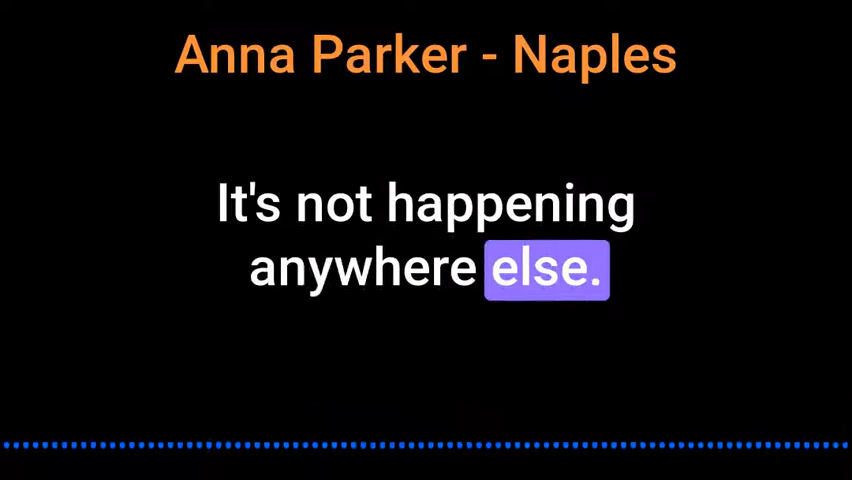 Anna Parker - Naples
It's not happening
anywhere else.